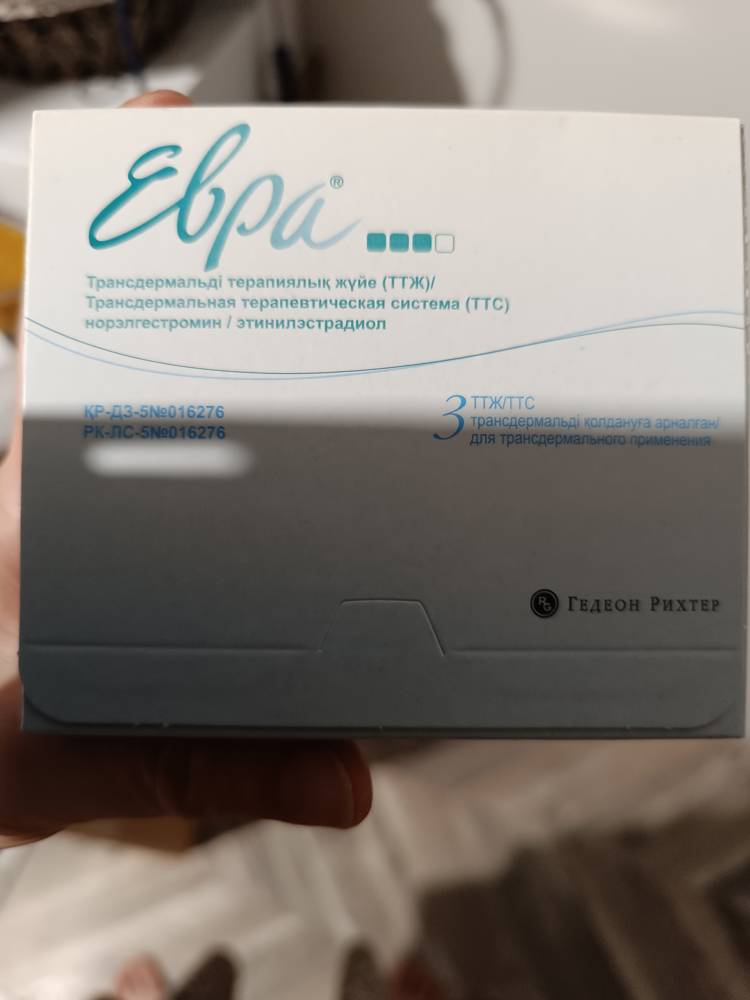 Евра®
Трансдермальді терапиялық жүйе (ТТЖ)/
Трансдермальная терапевтическая система (ТТС)
норэлгестромин / этинилэстрадиол
ҚР-ДЗ-5№016276
РК-ЛС-5№016276
3 ТТЖ/ТТС
трансдермальді қолдануға арналған/
для трансдермального применения
RG ГЕДЕОН РИХТЕР